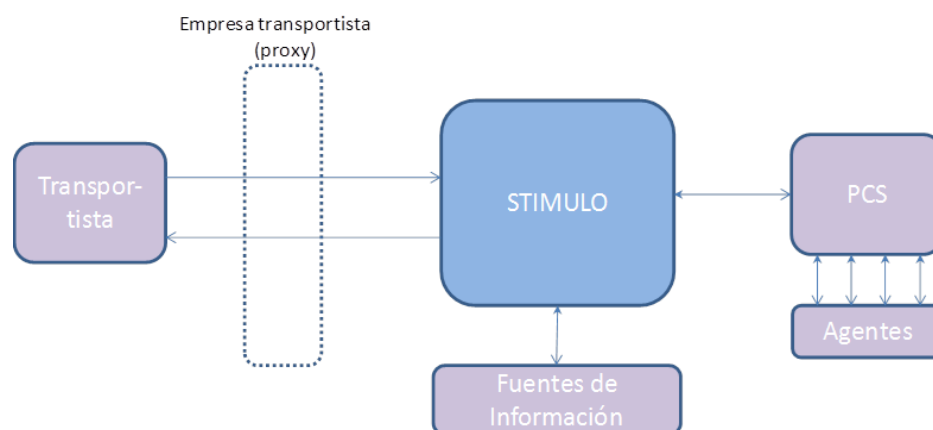 Empresa transportista
(proxy)
Transpor-
tista
STIMULO
PCS
Agentes
Fuentes de
Información